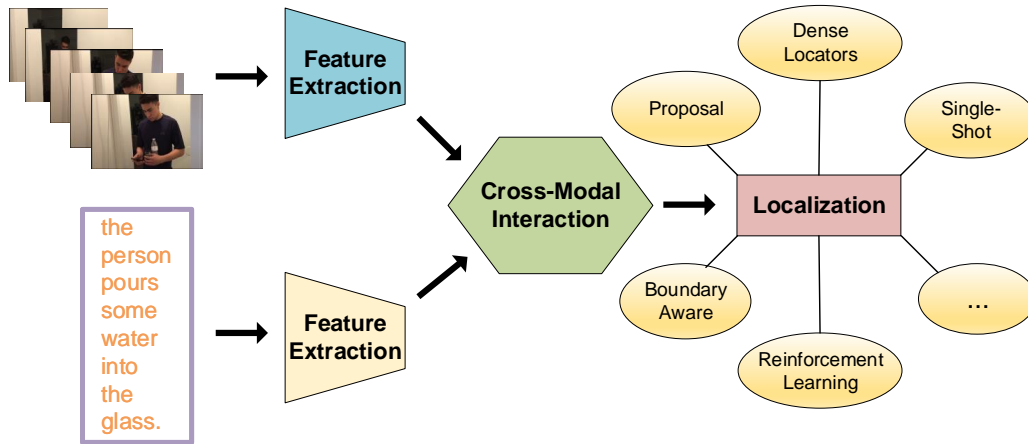 Feature
Extraction
the
person
pours
some
water
into
the
glass.
Feature
Extraction
Cross-Modal
Interaction
Localization
Dense
Locators
Proposal
Single-
Shot
Boundary
Aware
...
Reinforcement
Learning